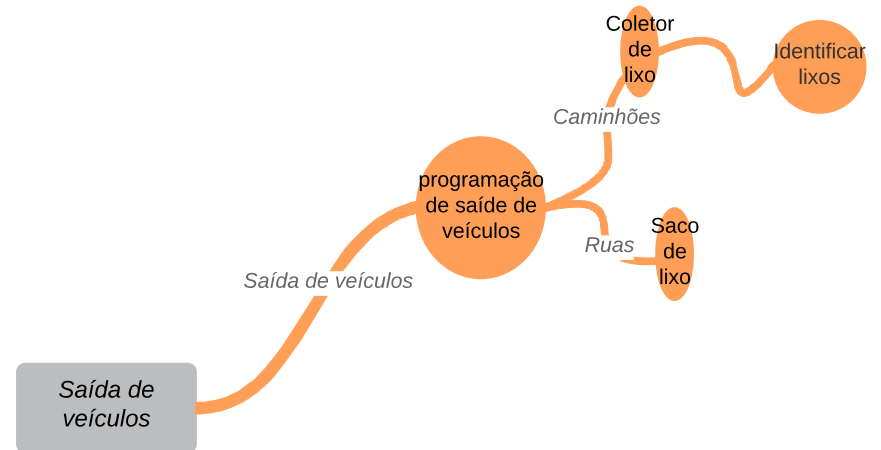 Coletor
de
lixo
Identificar
lixos
Caminhões
programação
de saída de
veículos
Ruas
Saco
de
lixo
Saída de veículos
Saída de
veículos